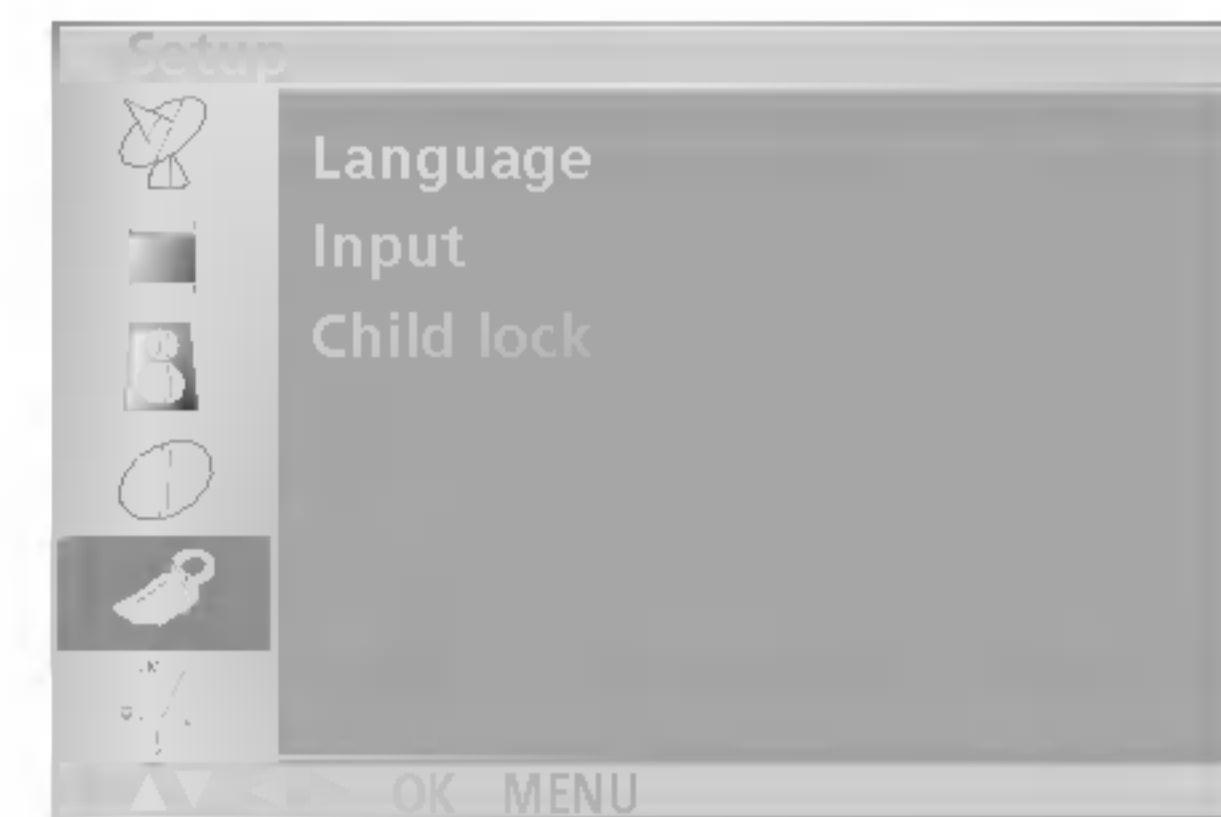 Setup
Language
Input
Child lock
▲▼ ◄ ► OK MENU